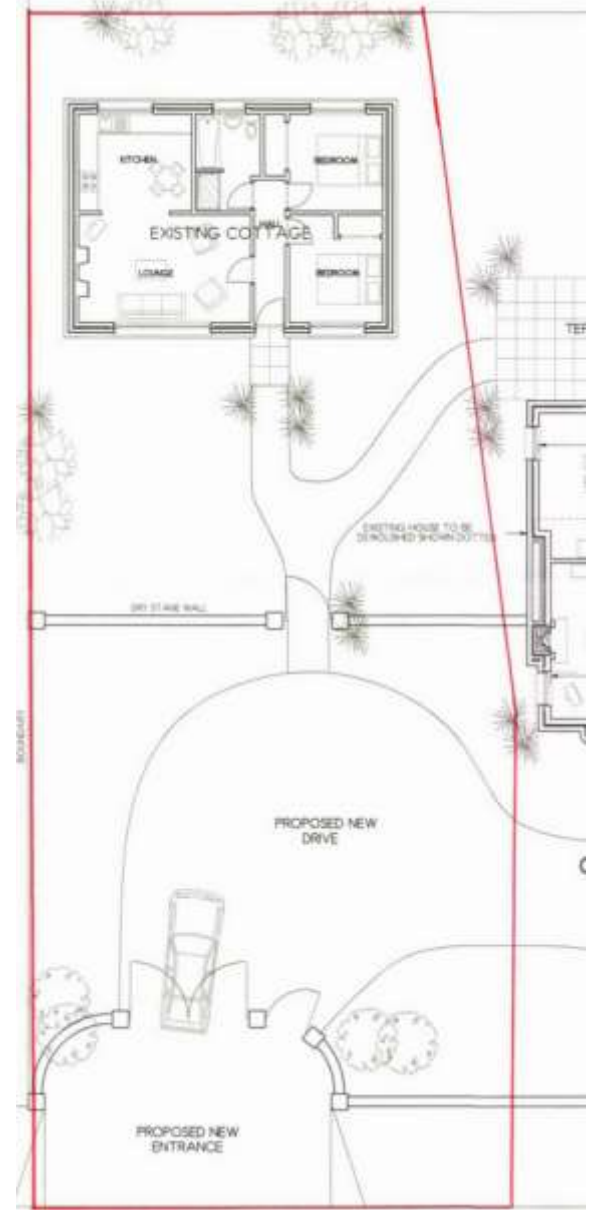 KITCHEN
BEDROOM
HALL
EXISTING COTTAGE
LOUNGE
BEDROOM
TER
EXISTING HOUSE TO BE
DEMOLISHED SHOWN DOTTED
DRY STONE WALL
BOUNDARY
PROPOSED NEW
DRIVE
PROPOSED NEW
ENTRANCE